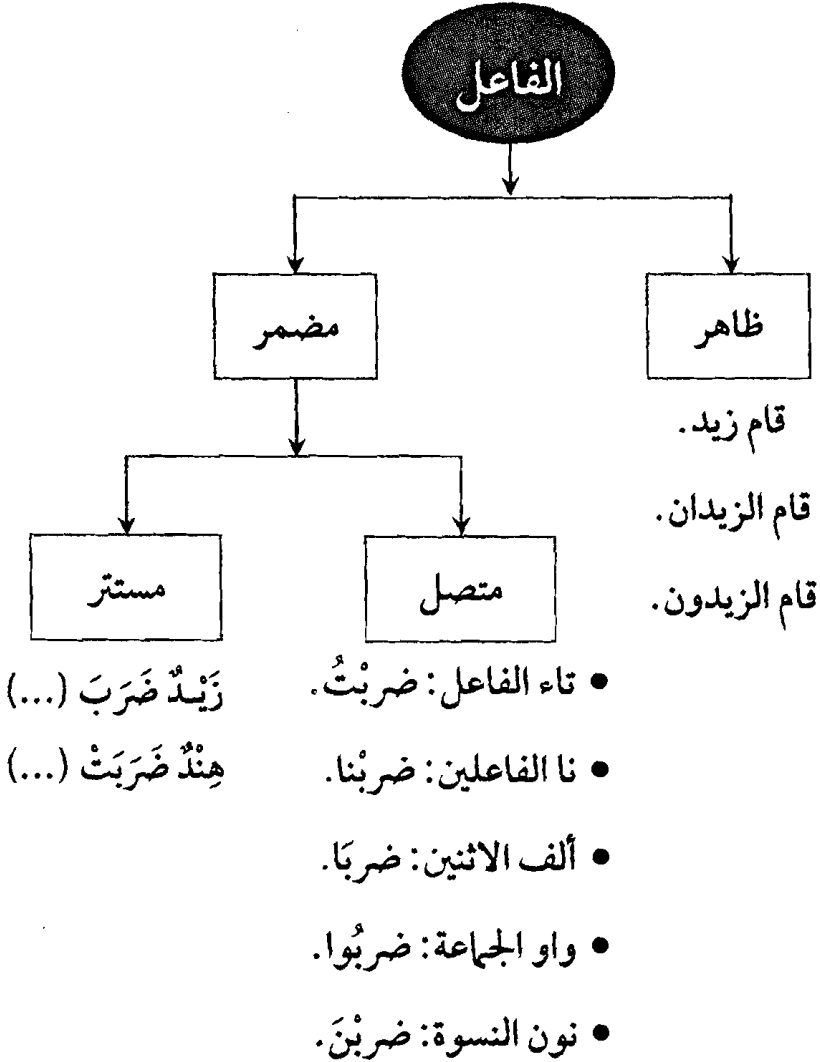 الفاعل
ظاهر
قام زيد.
قام الزيدان.
قام الزيدون.
مضمر
متصل
• تاء الفاعل: ضربْتُ.
• نا الفاعلين: ضربْنا.
• ألف الاثنين: ضربَا.
• واو الجماعة: ضربُوا.
• نون النسوة: ضربْنَ.
مستتر
زَيْدٌ ضَرَبَ (...)
هِنْدٌ ضَرَبَتْ (...)